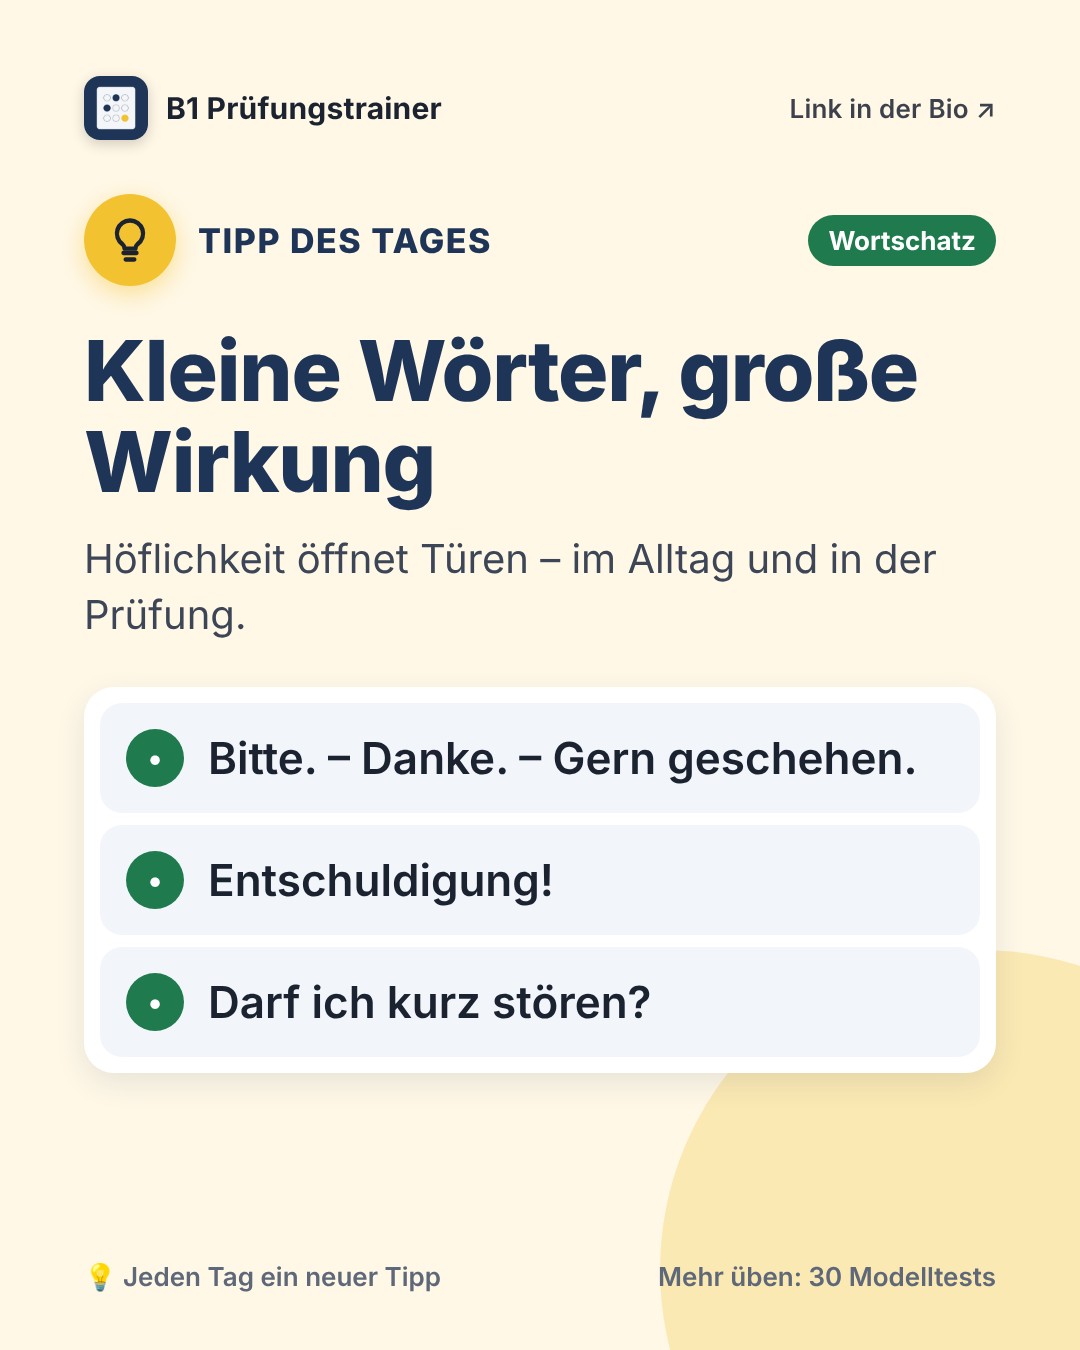 B1 Prüfungstrainer
Link in der Bio ↗
TIPP DES TAGES
Wortschatz
Kleine Wörter, große
Wirkung
Höflichkeit öffnet Türen – im Alltag und in der
Prüfung.
Bitte. – Danke. – Gern geschehen.
Entschuldigung!
Darf ich kurz stören?
💡 Jeden Tag ein neuer Tipp
Mehr üben: 30 Modelltests